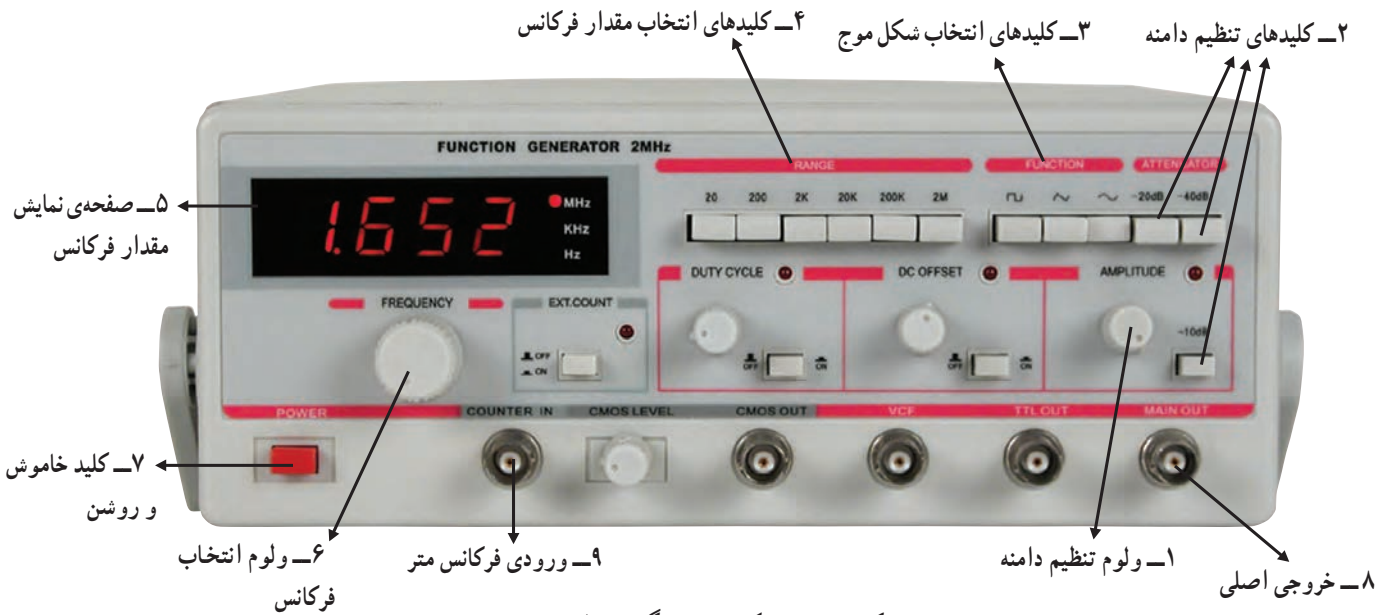 ۴ــ کلیدهای انتخاب مقدار فرکانس
۳ــ کلیدهای انتخاب شکل موج
۲ــ کلیدهای تنظیم دامنه
FUNCTION GENERATOR 2MHz
RANGE
FUNCTION
ATTENUATOR
20 200 2K 20K 200K 2M
-20dB -40dB
۵ــ صفحه‌ی نمایش
مقدار فرکانس
1.652
MHz
KHz
Hz
DUTY CYCLE
DC OFFSET
AMPLITUDE
FREQUENCY
EXT.COUNT
-10dB
OFF
ON
OFF ON
OFF ON
POWER
COUNTER IN
CMOS LEVEL
CMOS OUT
VCF
TTL OUT
MAIN OUT
۷ــ کلید خاموش
و روشن
۶ــ ولوم انتخاب
فرکانس
۹ــ ورودی فرکانس متر
۱ــ ولوم تنظیم دامنه
۸ــ خروجی اصلی